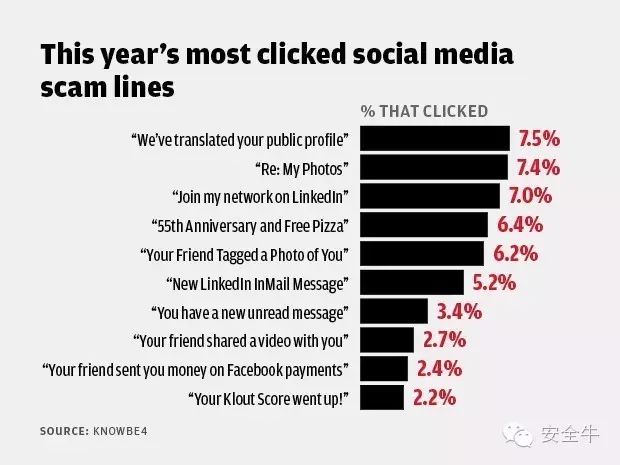 This year's most clicked social media
scam lines
% THAT CLICKED
“We've translated your public profile” 7.5%
“Re: My Photos” 7.4%
“Join my network on LinkedIn” 7.0%
“55th Anniversary and Free Pizza” 6.4%
“Your Friend Tagged a Photo of You” 6.2%
“New LinkedIn InMail Message” 5.2%
“You have a new unread message” 3.4%
“Your friend shared a video with you” 2.7%
“Your friend sent you money on Facebook payments” 2.4%
“Your Klout Score went up!” 2.2%
SOURCE: KNOWBE4
安全牛